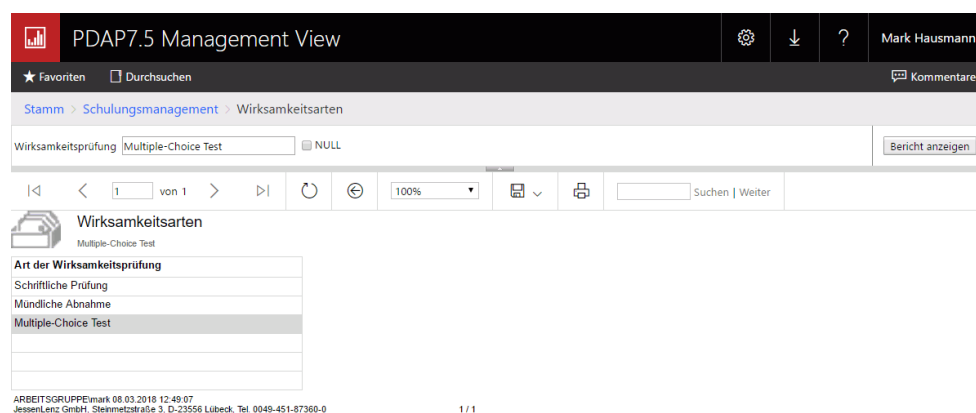 PDAP7.5 Management View ? Mark Hausmann
Favoriten Durchsuchen Kommentare
Stamm > Schulungsmanagement > Wirksamkeitsarten
Wirksamkeitsprüfung Multiple-Choice Test NULL Bericht anzeigen
1 von 1 100% Suchen | Weiter
Wirksamkeitsarten
Multiple-Choice Test
Art der Wirksamkeitsprüfung
Schriftliche Prüfung
Mündliche Abnahme
Multiple-Choice Test
ARBEITSGRUPPE\mark 08.03.2018 12:49:07
JessenLenz GmbH, Steinmetzstraße 3, D-23556 Lübeck, Tel. 0049-451-87360-0 1 / 1